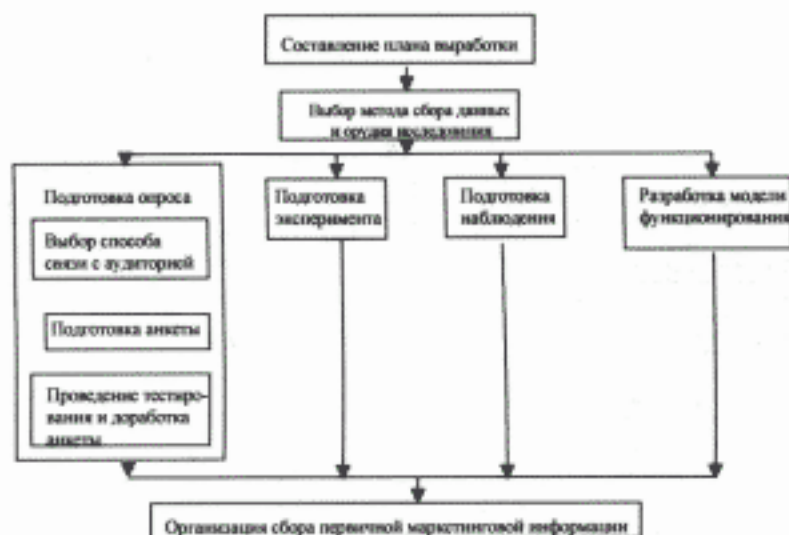 Составление плана выработки
Выбор метода сбора данных
и орудия исследования
Подготовка опроса
Выбор способа
связи с аудиторией
Подготовка анкеты
Проведение тестиро-
вания и доработка
анкеты
Подготовка
эксперимента
Подготовка
наблюдения
Разработка модели
функционирования
Организация сбора первичной маркетинговой информации